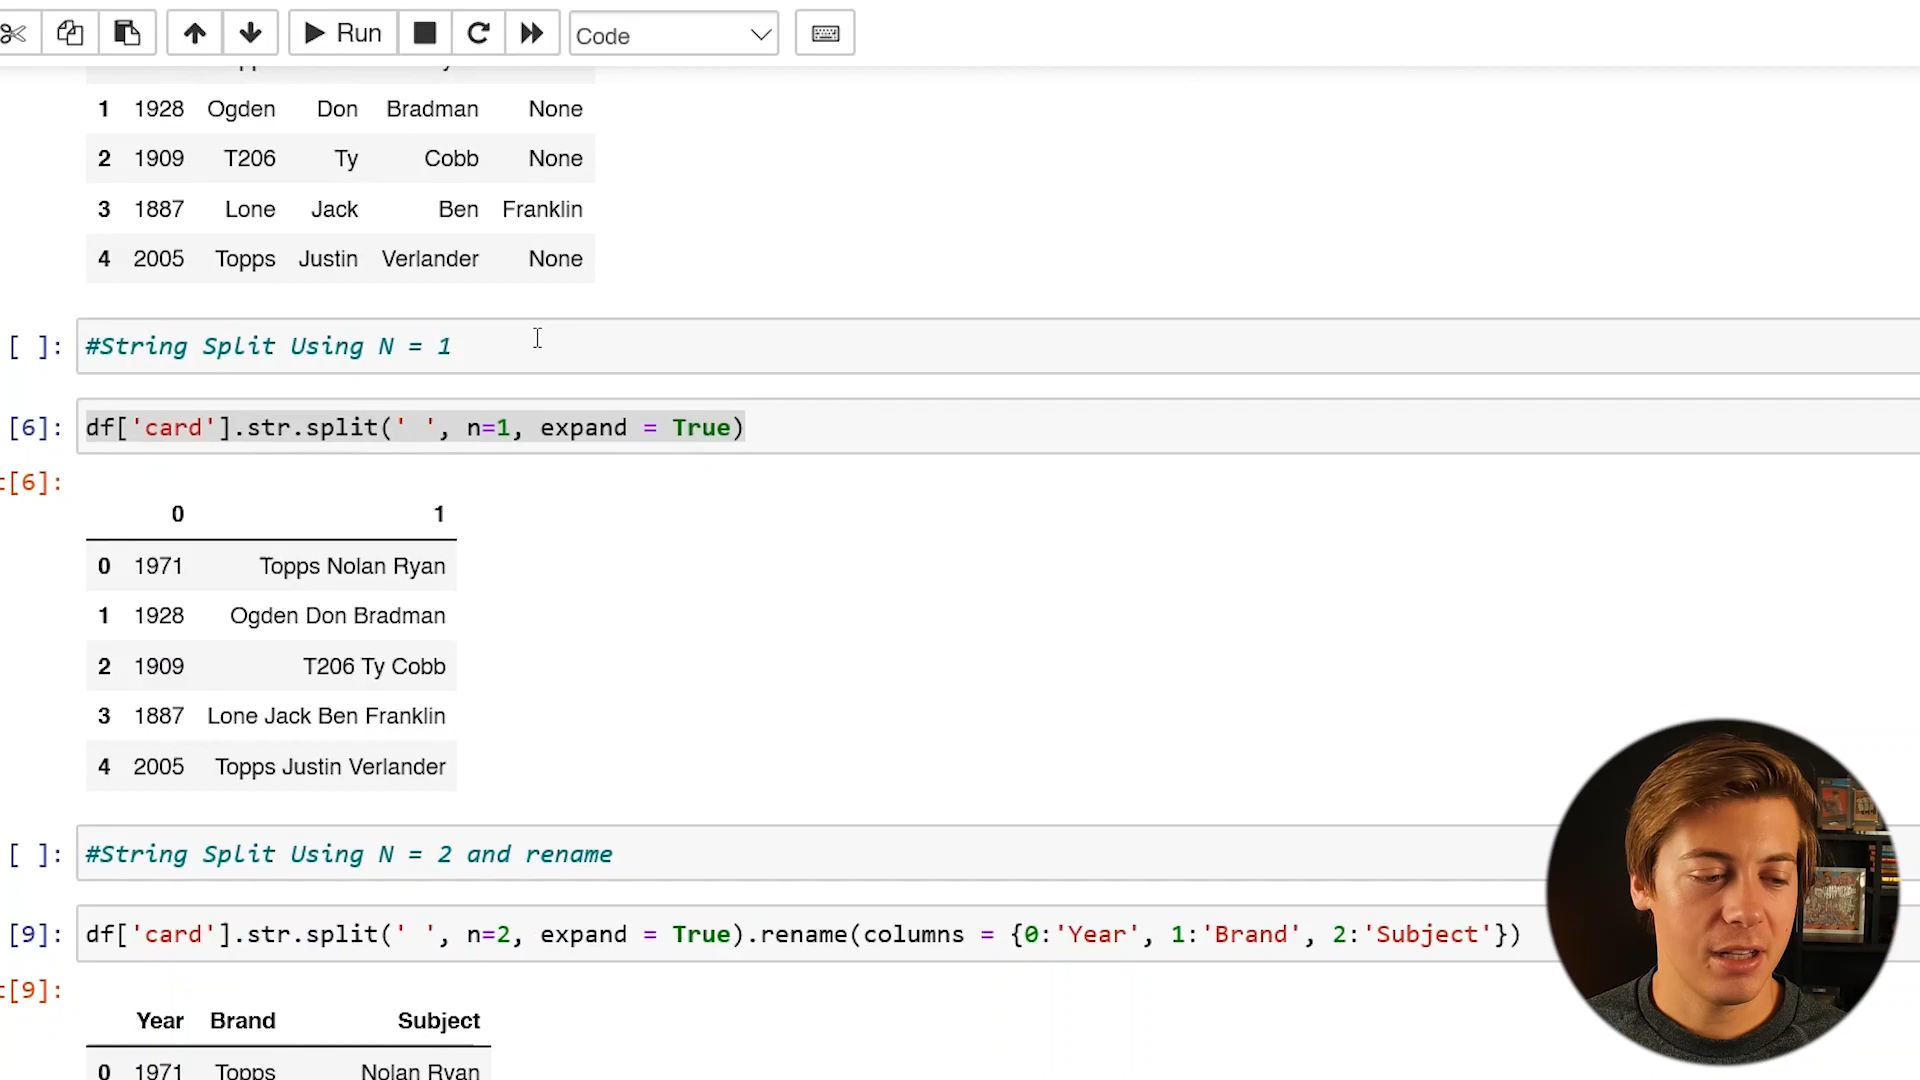 Run Code
1 1928 Ogden Don Bradman None
2 1909 T206 Ty Cobb None
3 1887 Lone Jack Ben Franklin
4 2005 Topps Justin Verlander None
[ ]: #String Split Using N = 1
[6]: df['card'].str.split(' ', n=1, expand = True)
t[6]:
0 1
0 1971 Topps Nolan Ryan
1 1928 Ogden Don Bradman
2 1909 T206 Ty Cobb
3 1887 Lone Jack Ben Franklin
4 2005 Topps Justin Verlander
[ ]: #String Split Using N = 2 and rename
[9]: df['card'].str.split(' ', n=2, expand = True).rename(columns = {0:'Year', 1:'Brand', 2:'Subject'})
t[9]:
Year Brand Subject
0 1971 Topps Nolan Ryan